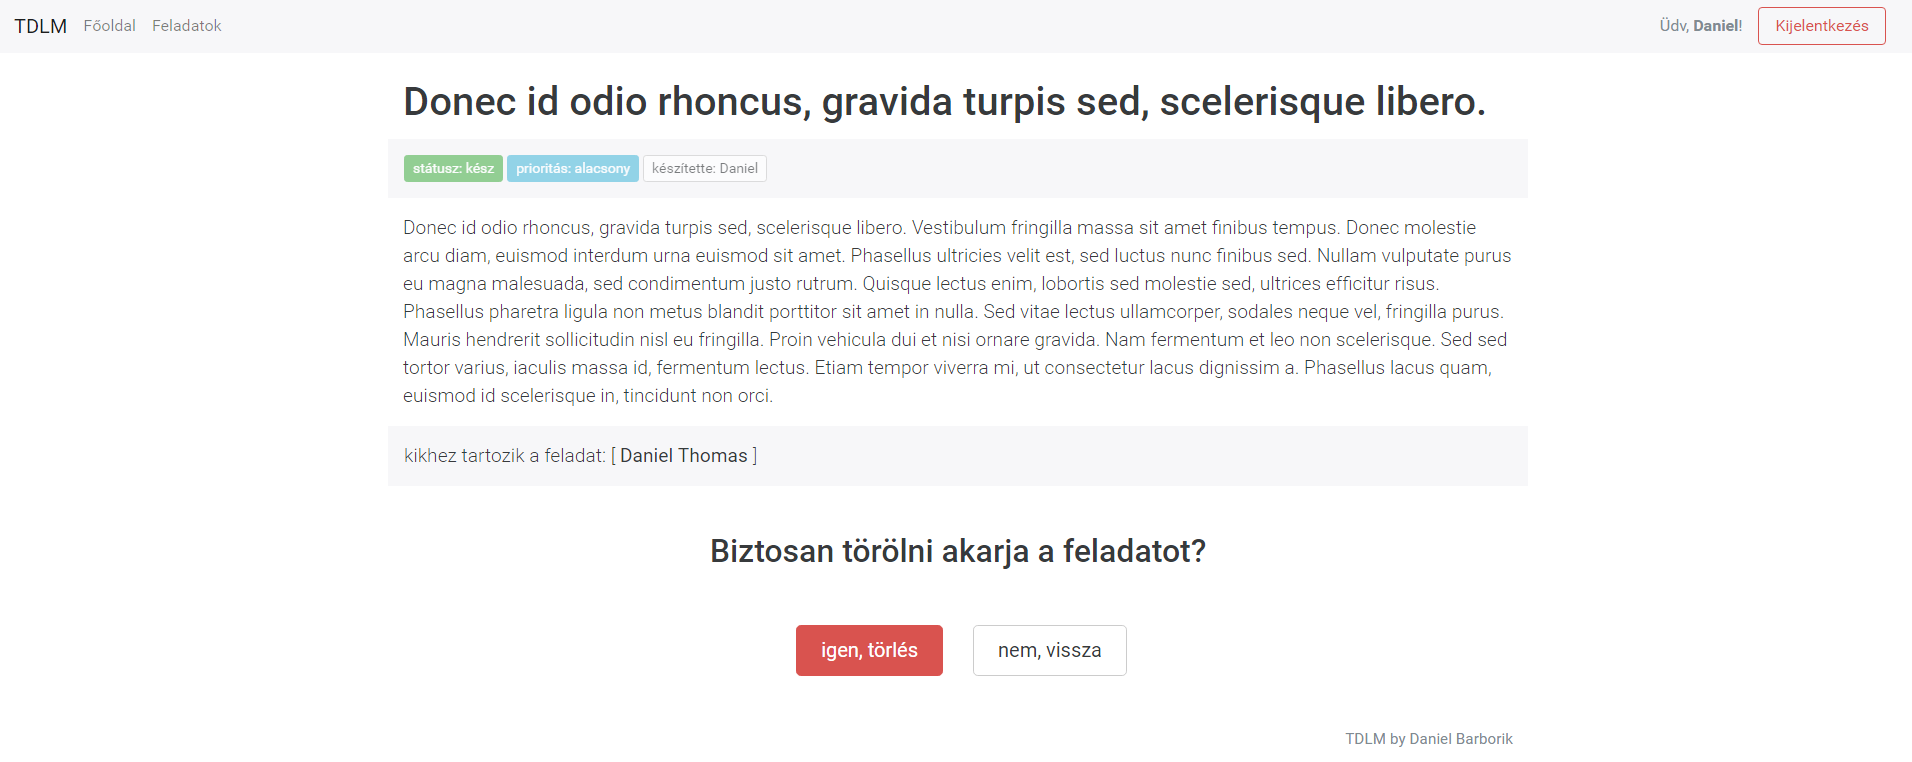 TDLM Főoldal Feladatok Üdv, Daniel! Kijelentkezés
Donec id odio rhoncus, gravida turpis sed, scelerisque libero.
státusz: kész prioritás: alacsony készítette: Daniel
Donec id odio rhoncus, gravida turpis sed, scelerisque libero. Vestibulum fringilla massa sit amet finibus tempus. Donec molestie
arcu diam, euismod interdum urna euismod sit amet. Phasellus ultricies velit est, sed luctus nunc finibus sed. Nullam vulputate purus
eu magna malesuada, sed condimentum justo rutrum. Quisque lectus enim, lobortis sed molestie sed, ultrices efficitur risus.
Phasellus pharetra ligula non metus blandit porttitor sit amet in nulla. Sed vitae lectus ullamcorper, sodales neque vel, fringilla purus.
Mauris hendrerit sollicitudin nisl eu fringilla. Proin vehicula dui et nisi ornare gravida. Nam fermentum et leo non scelerisque. Sed sed
tortor varius, iaculis massa id, fermentum lectus. Etiam tempor viverra mi, ut consectetur lacus dignissim a. Phasellus lacus quam,
euismod id scelerisque in, tincidunt non orci.
kikhez tartozik a feladat: [ Daniel Thomas ]
Biztosan törölni akarja a feladatot?
igen, törlés nem, vissza
TDLM by Daniel Barborik